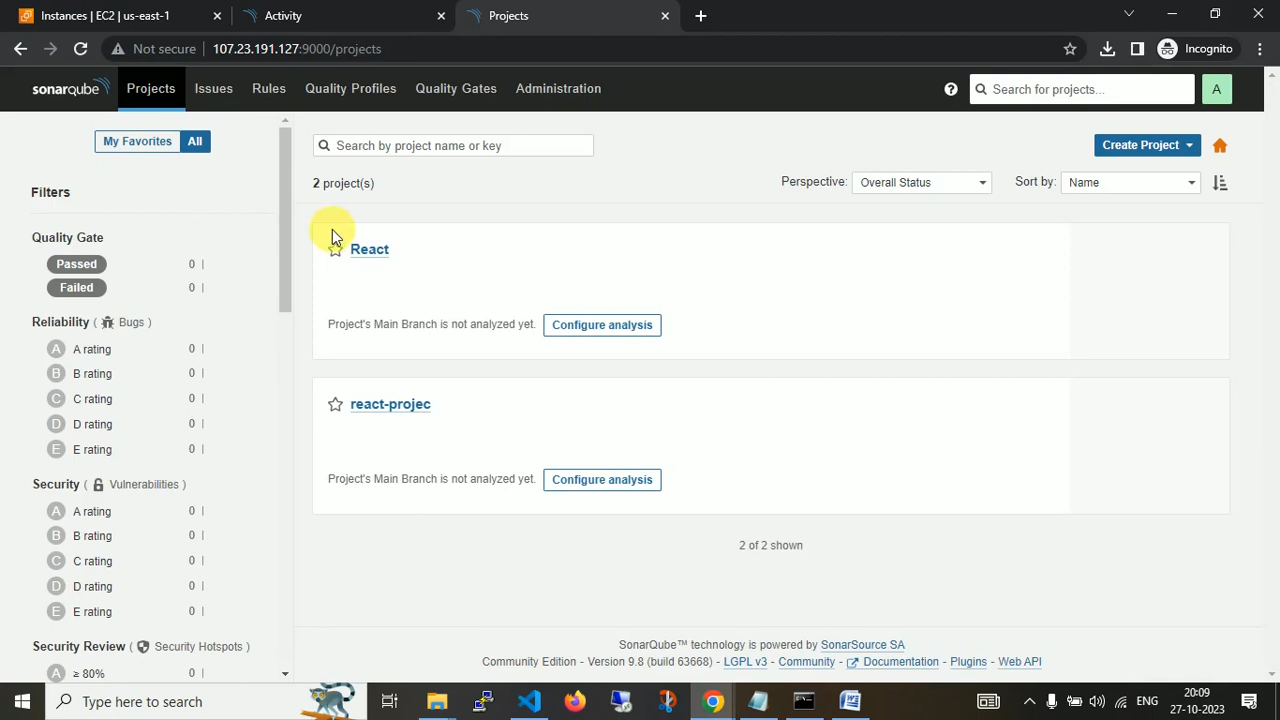 Instances | EC2 | us-east-1
Activity
Projects
Not secure
107.23.191.127:9000/projects
Incognito
sonarqube
Projects
Issues
Rules
Quality Profiles
Quality Gates
Administration
?
Search for projects...
A
My Favorites
All
Search by project name or key
Create Project
2 project(s)
Perspective:
Overall Status
Sort by:
Name
Filters
Quality Gate
Passed 0
Failed 0
Reliability ( Bugs )
A A rating 0
B B rating 0
C C rating 0
D D rating 0
E E rating 0
Security ( Vulnerabilities )
A A rating 0
B B rating 0
C C rating 0
D D rating 0
E E rating 0
Security Review ( Security Hotspots )
A ≥ 80% 0
React
Project's Main Branch is not analyzed yet.
Configure analysis
react-projec
Project's Main Branch is not analyzed yet.
Configure analysis
2 of 2 shown
SonarQube™ technology is powered by SonarSource SA
Community Edition - Version 9.8 (build 63668) - LGPL v3 - Community - Documentation - Plugins - Web API
Type here to search
ENG
20:09
27-10-2023